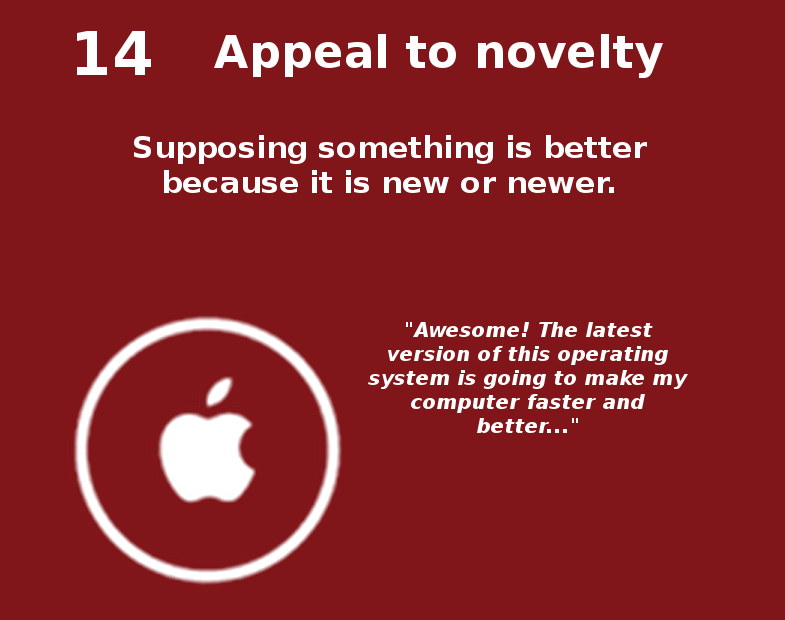 14 Appeal to novelty
Supposing something is better
because it is new or newer.
"Awesome! The latest
version of this operating
system is going to make my
computer faster and
better..."